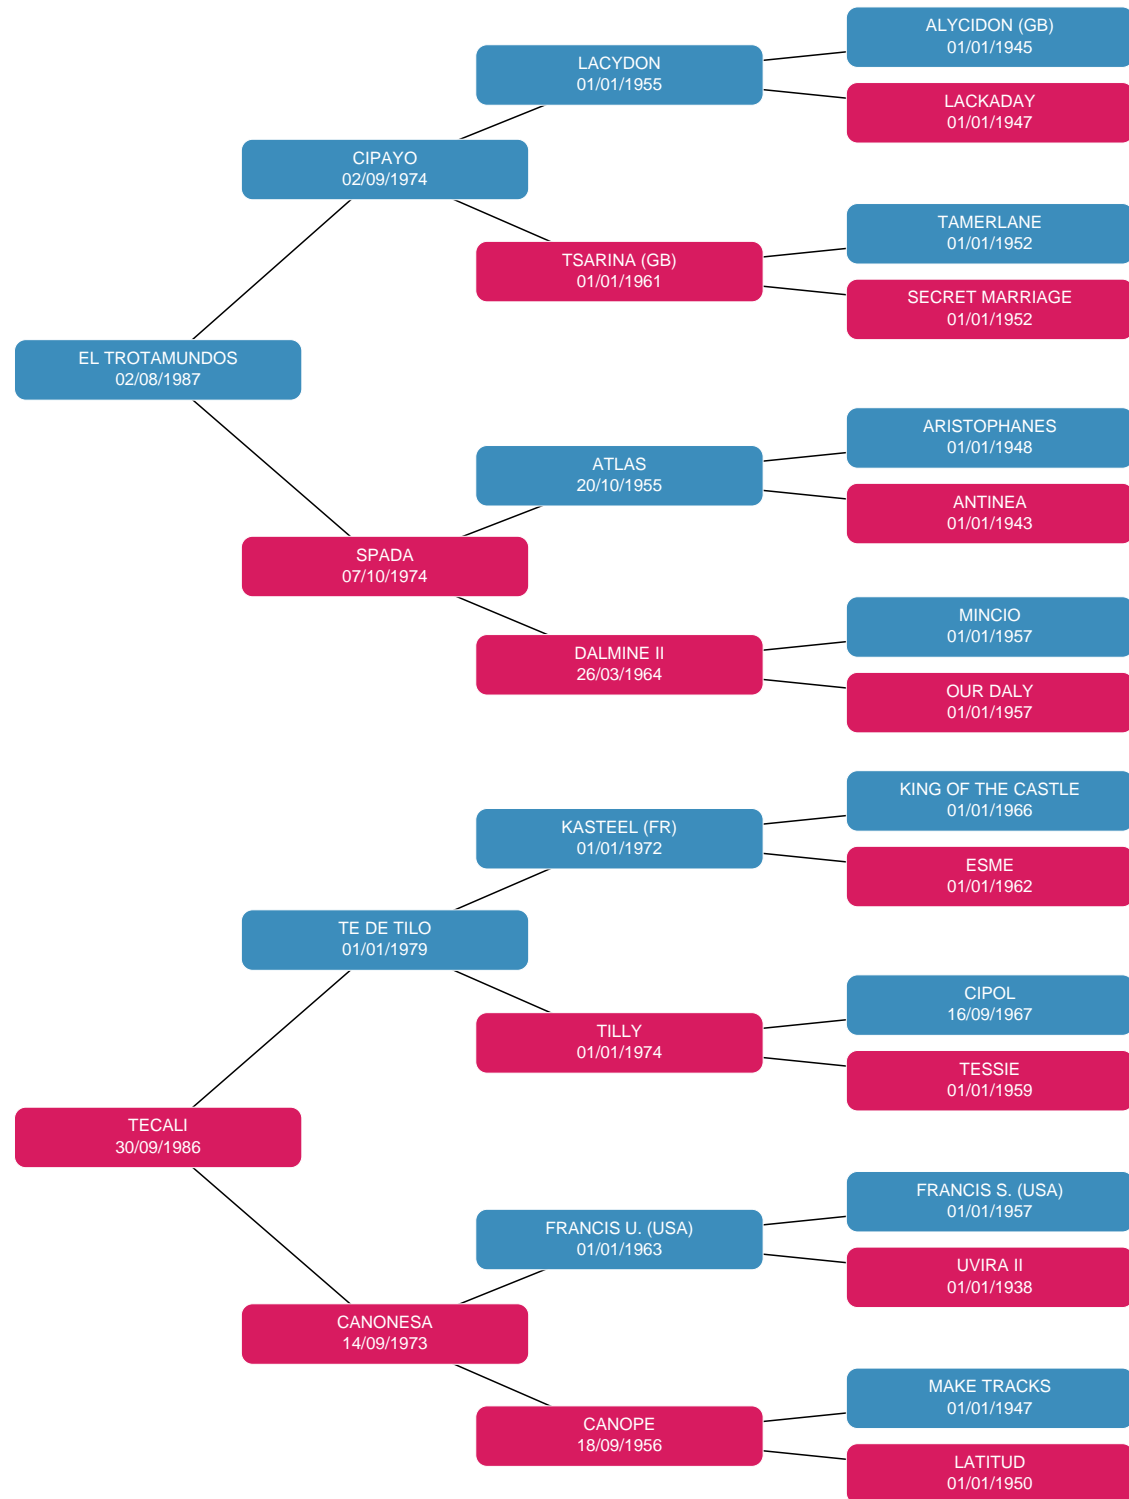 ALYCIDON (GB)
01/01/1945
LACYDON
01/01/1955
LACKADAY
01/01/1947
CIPAYO
02/09/1974
TAMERLANE
01/01/1952
TSARINA (GB)
01/01/1961
SECRET MARRIAGE
01/01/1952
EL TROTAMUNDOS
02/08/1987
ARISTOPHANES
01/01/1948
ATLAS
20/10/1955
ANTINEA
01/01/1943
SPADA
07/10/1974
MINCIO
01/01/1957
DALMINE II
26/03/1964
OUR DALY
01/01/1957
KING OF THE CASTLE
01/01/1966
KASTEEL (FR)
01/01/1972
ESME
01/01/1962
TE DE TILO
01/01/1979
CIPOL
16/09/1967
TILLY
01/01/1974
TESSIE
01/01/1959
TECALI
30/09/1986
FRANCIS S. (USA)
01/01/1957
FRANCIS U. (USA)
01/01/1963
UVIRA II
01/01/1938
CANONESA
14/09/1973
MAKE TRACKS
01/01/1947
CANOPE
18/09/1956
LATITUD
01/01/1950